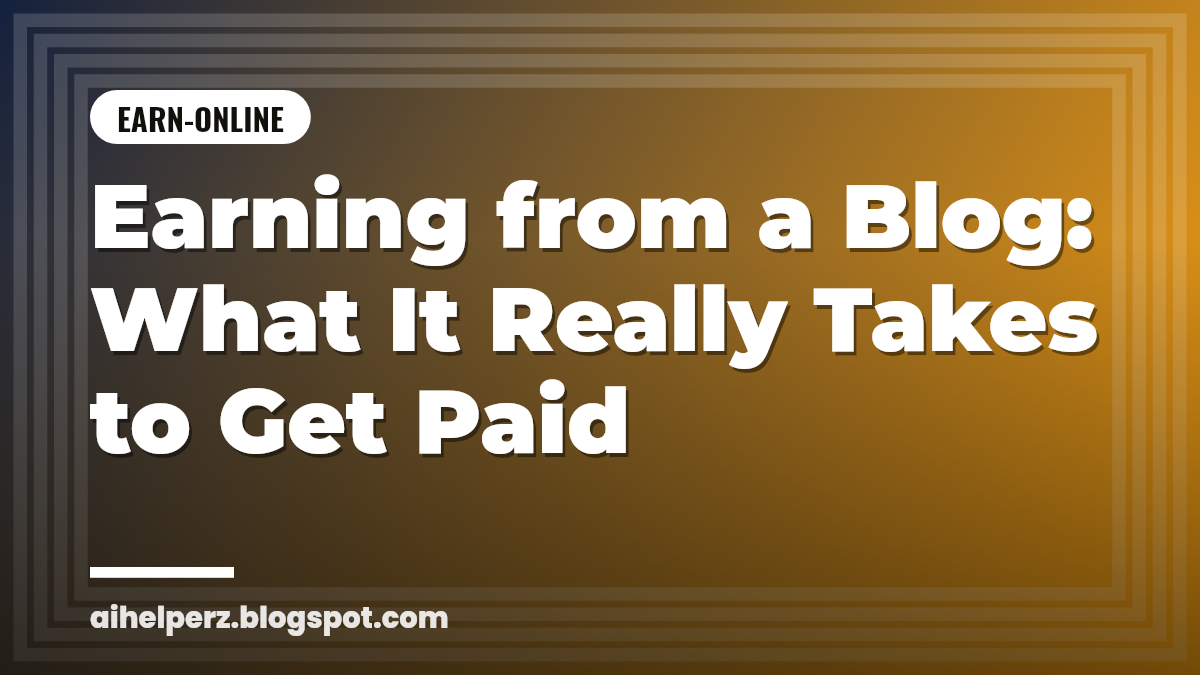 EARN-ONLINE
Earning from a Blog:
What It Really Takes
to Get Paid
aihelperz.blogspot.com